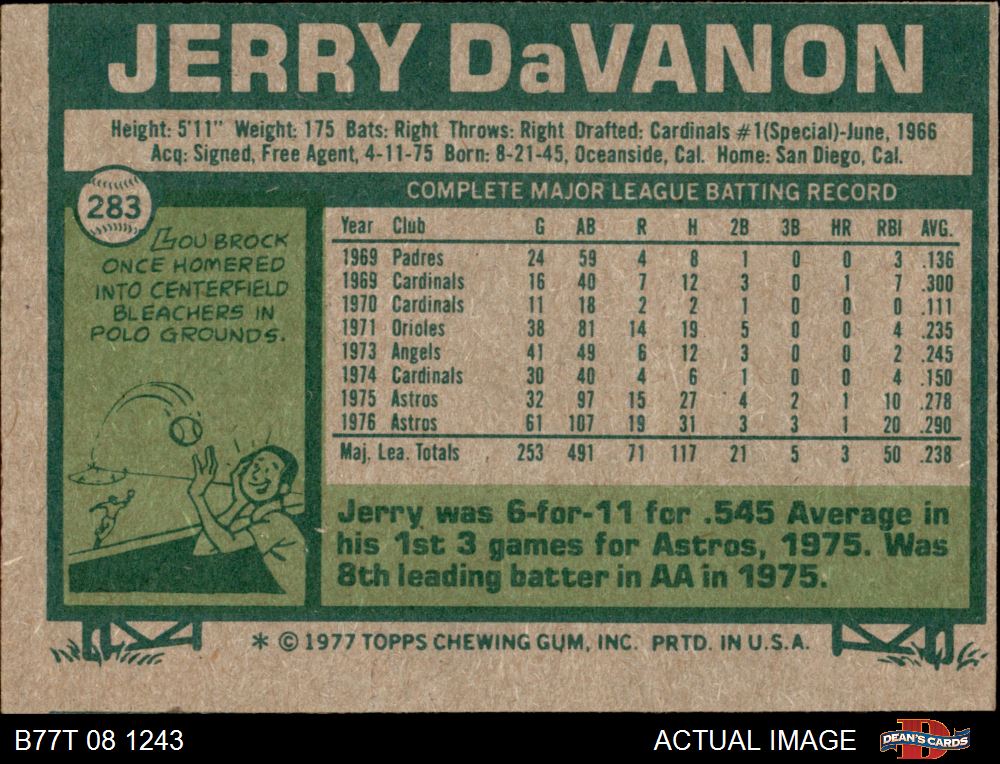 JERRY DaVANON
Height: 5'11" Weight: 175 Bats: Right Throws: Right Drafted: Cardinals #1(Special)-June, 1966
Acq: Signed, Free Agent, 4-11-75 Born: 8-21-45, Oceanside, Cal. Home: San Diego, Cal.
283
LOU BROCK
ONCE HOMERED
INTO CENTERFIELD
BLEACHERS IN
POLO GROUNDS.
COMPLETE MAJOR LEAGUE BATTING RECORD
Year Club G AB R H 2B 3B HR RBI AVG.
1969 Padres 24 59 4 8 1 0 0 3 .136
1969 Cardinals 16 40 7 12 3 0 1 7 .300
1970 Cardinals 11 18 2 2 1 0 0 0 .111
1971 Orioles 38 81 14 19 5 0 0 4 .235
1973 Angels 41 49 6 12 3 0 0 2 .245
1974 Cardinals 30 40 4 6 1 0 0 4 .150
1975 Astros 32 97 15 27 4 2 1 10 .278
1976 Astros 61 107 19 31 3 3 1 20 .290
Maj. Lea. Totals 253 491 71 117 21 5 3 50 .238
Jerry was 6-for-11 for .545 Average in
his 1st 3 games for Astros, 1975. Was
8th leading batter in AA in 1975.
* © 1977 TOPPS CHEWING GUM, INC. PRTD. IN U.S.A.
B77T 08 1243
ACTUAL IMAGE
D
DEAN'S CARDS